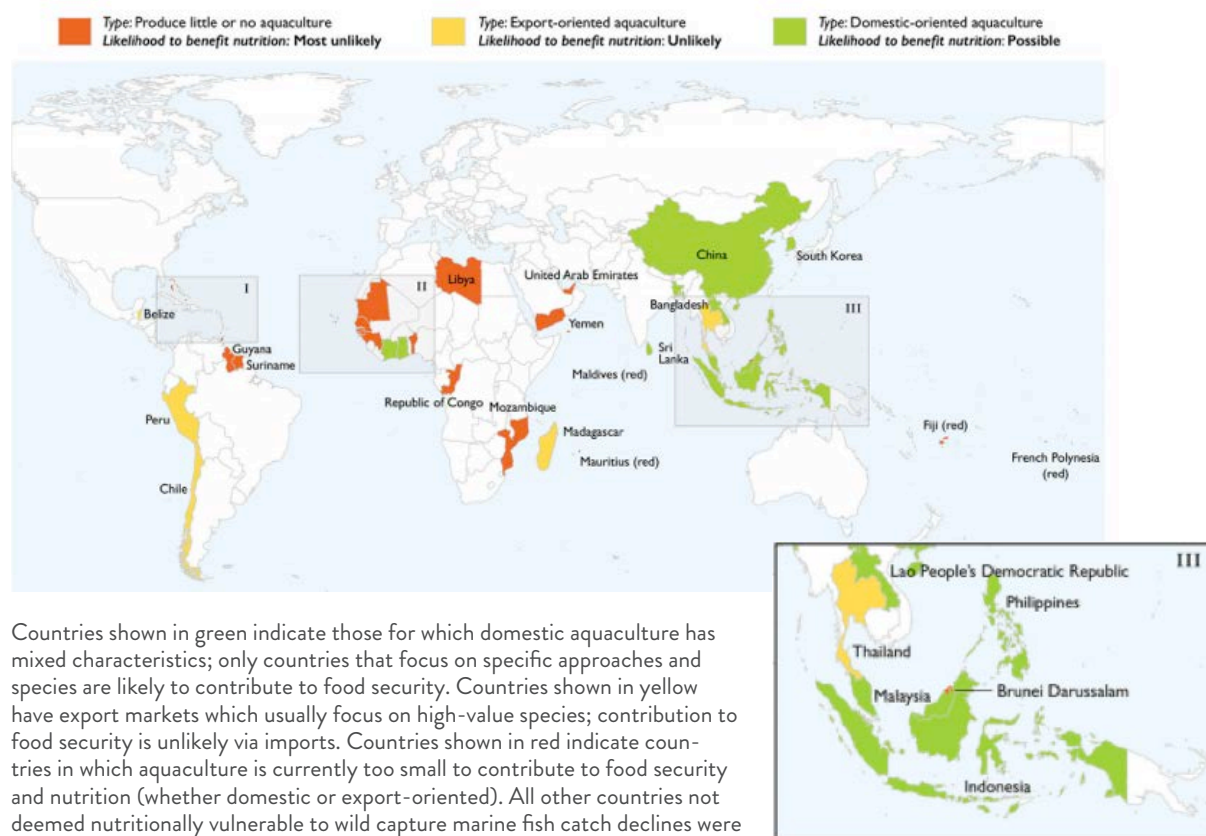 Type: Produce little or no aquaculture
Likelihood to benefit nutrition: Most unlikely
Type: Export-oriented aquaculture
Likelihood to benefit nutrition: Unlikely
Type: Domestic-oriented aquaculture
Likelihood to benefit nutrition: Possible
I
II
III
China
South Korea
Libya
United Arab Emirates
Bangladesh
Belize
Yemen
Guyana
Suriname
Sri
Lanka
Maldives (red)
Republic of Congo
Mozambique
Peru
Madagascar
Mauritius (red)
Fiji (red)
French Polynesia
(red)
Chile
III
Lao People's Democratic Republic
Philippines
Thailand
Malaysia
Brunei Darussalam
Indonesia
Countries shown in green indicate those for which domestic aquaculture has
mixed characteristics; only countries that focus on specific approaches and
species are likely to contribute to food security. Countries shown in yellow
have export markets which usually focus on high-value species; contribution to
food security is unlikely via imports. Countries shown in red indicate coun-
tries in which aquaculture is currently too small to contribute to food security
and nutrition (whether domestic or export-oriented). All other countries not
deemed nutritionally vulnerable to wild capture marine fish catch declines were